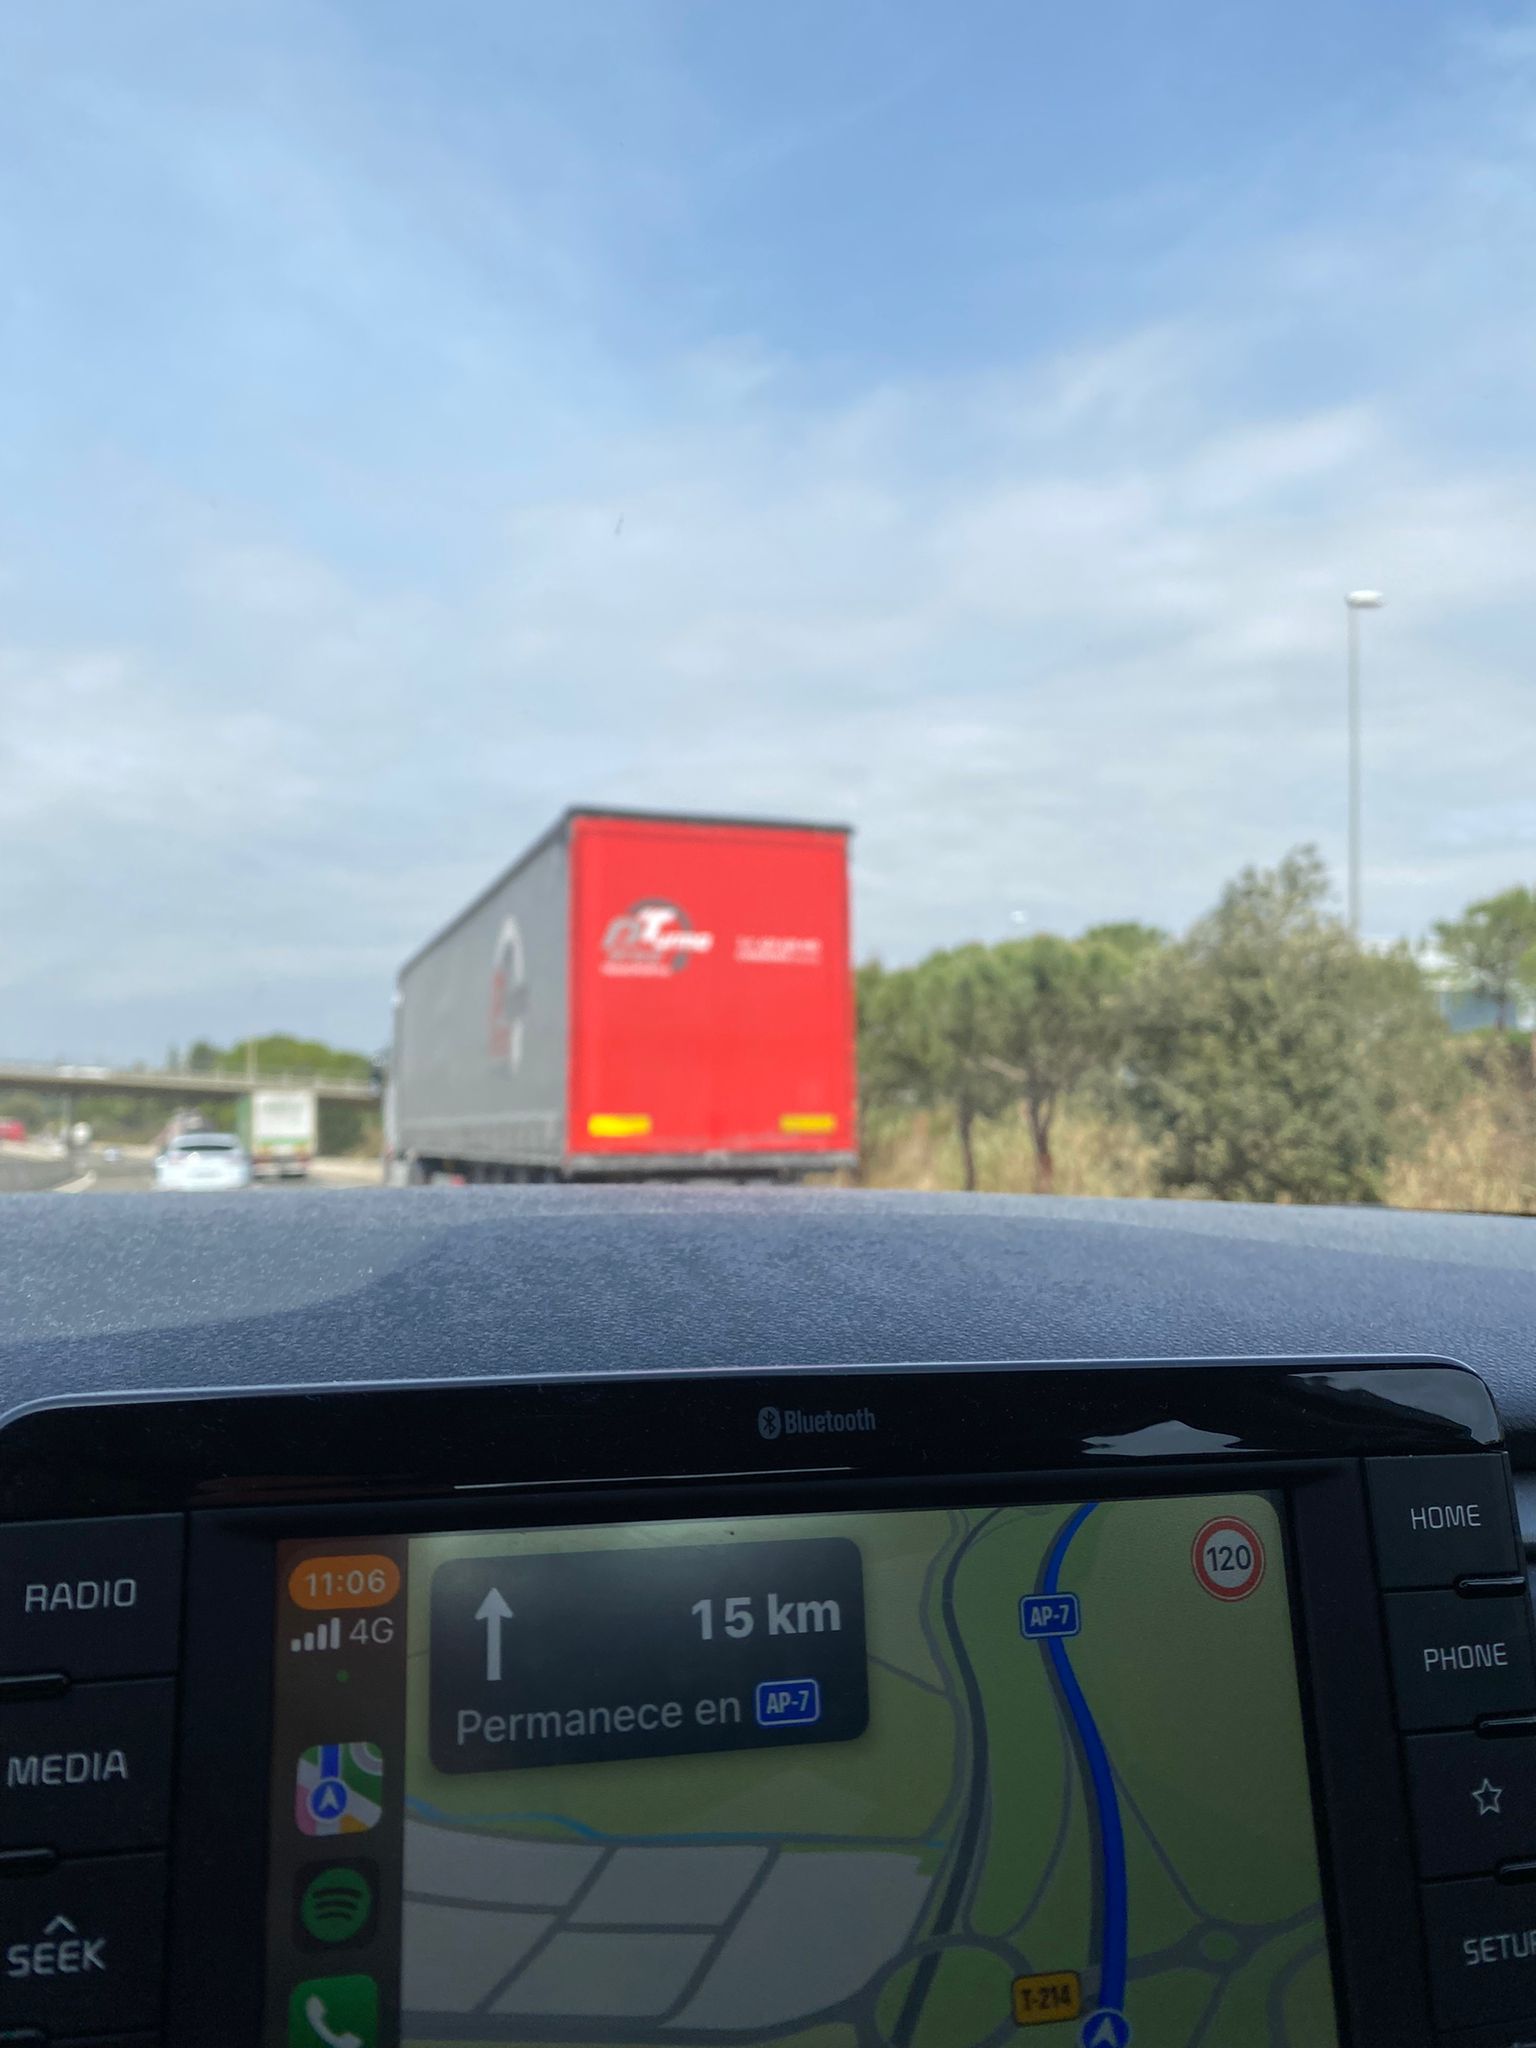 Bluetooth
RADIO
MEDIA
SEEK
11:06
4G
15 km
Permanece en AP-7
AP-7
120
T-214
HOME
PHONE